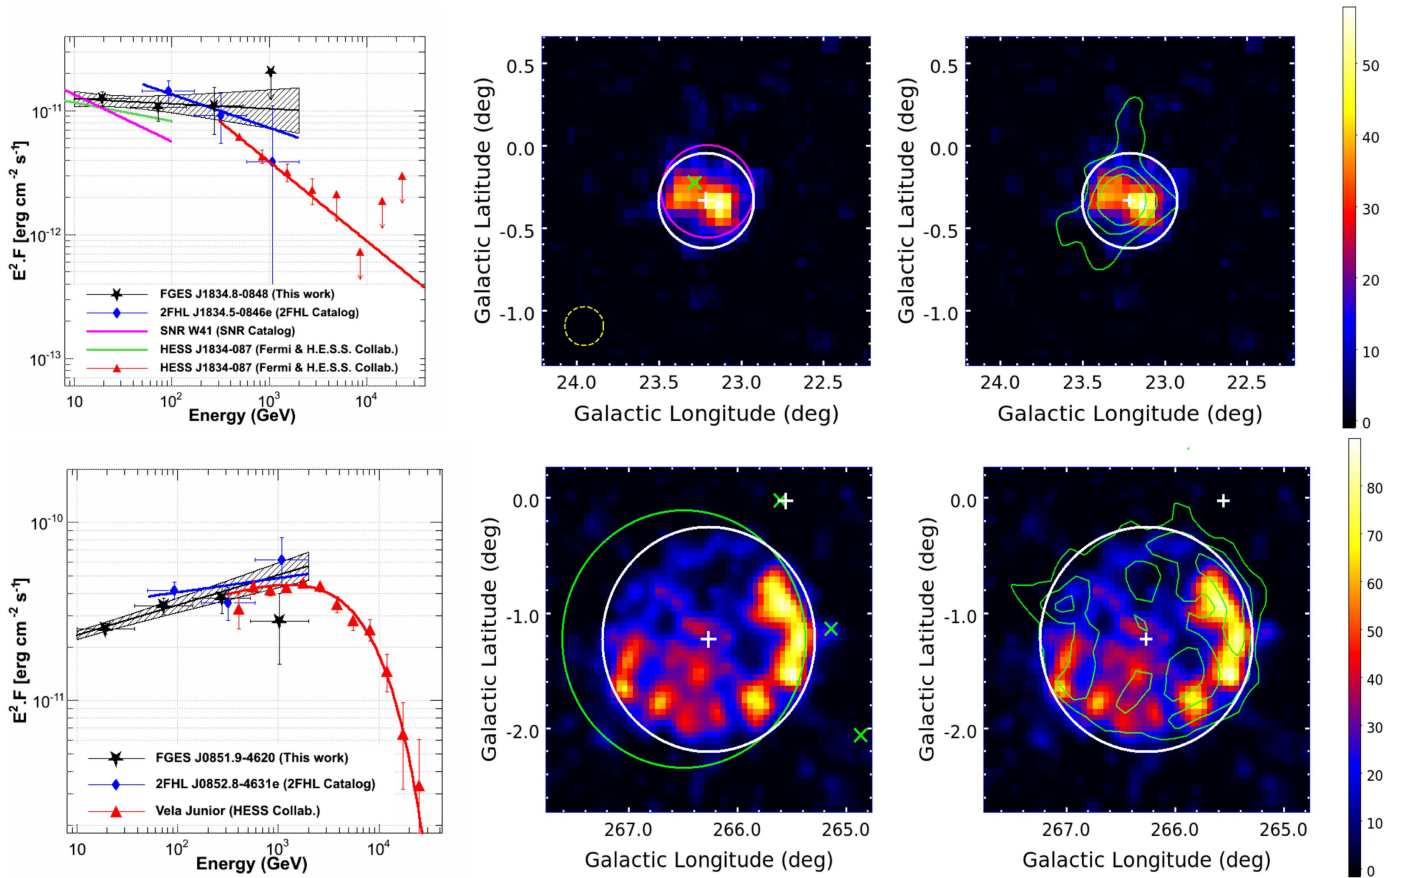 E².F [erg cm⁻² s⁻¹]
10⁻¹¹
10⁻¹²
10⁻¹³
FGES J1834.8-0848 (This work)
2FHL J1834.5-0846e (2FHL Catalog)
SNR W41 (SNR Catalog)
HESS J1834-087 (Fermi & H.E.S.S. Collab.)
HESS J1834-087 (Fermi & H.E.S.S. Collab.)
10 10² 10³ 10⁴
Energy (GeV)
Galactic Latitude (deg)
0.5
0.0
-0.5
-1.0
24.0 23.5 23.0 22.5
Galactic Longitude (deg)
Galactic Latitude (deg)
0.5
0.0
-0.5
-1.0
24.0 23.5 23.0 22.5
Galactic Longitude (deg)
50
40
30
20
10
0
E².F [erg cm⁻² s⁻¹]
10⁻¹⁰
10⁻¹¹
FGES J0851.9-4620 (This work)
2FHL J0852.8-4631e (2FHL Catalog)
Vela Junior (HESS Collab.)
10 10² 10³ 10⁴
Energy (GeV)
Galactic Latitude (deg)
0.0
-1.0
-2.0
267.0 266.0 265.0
Galactic Longitude (deg)
Galactic Latitude (deg)
0.0
-1.0
-2.0
267.0 266.0 265.0
Galactic Longitude (deg)
80
70
60
50
40
30
20
10
0